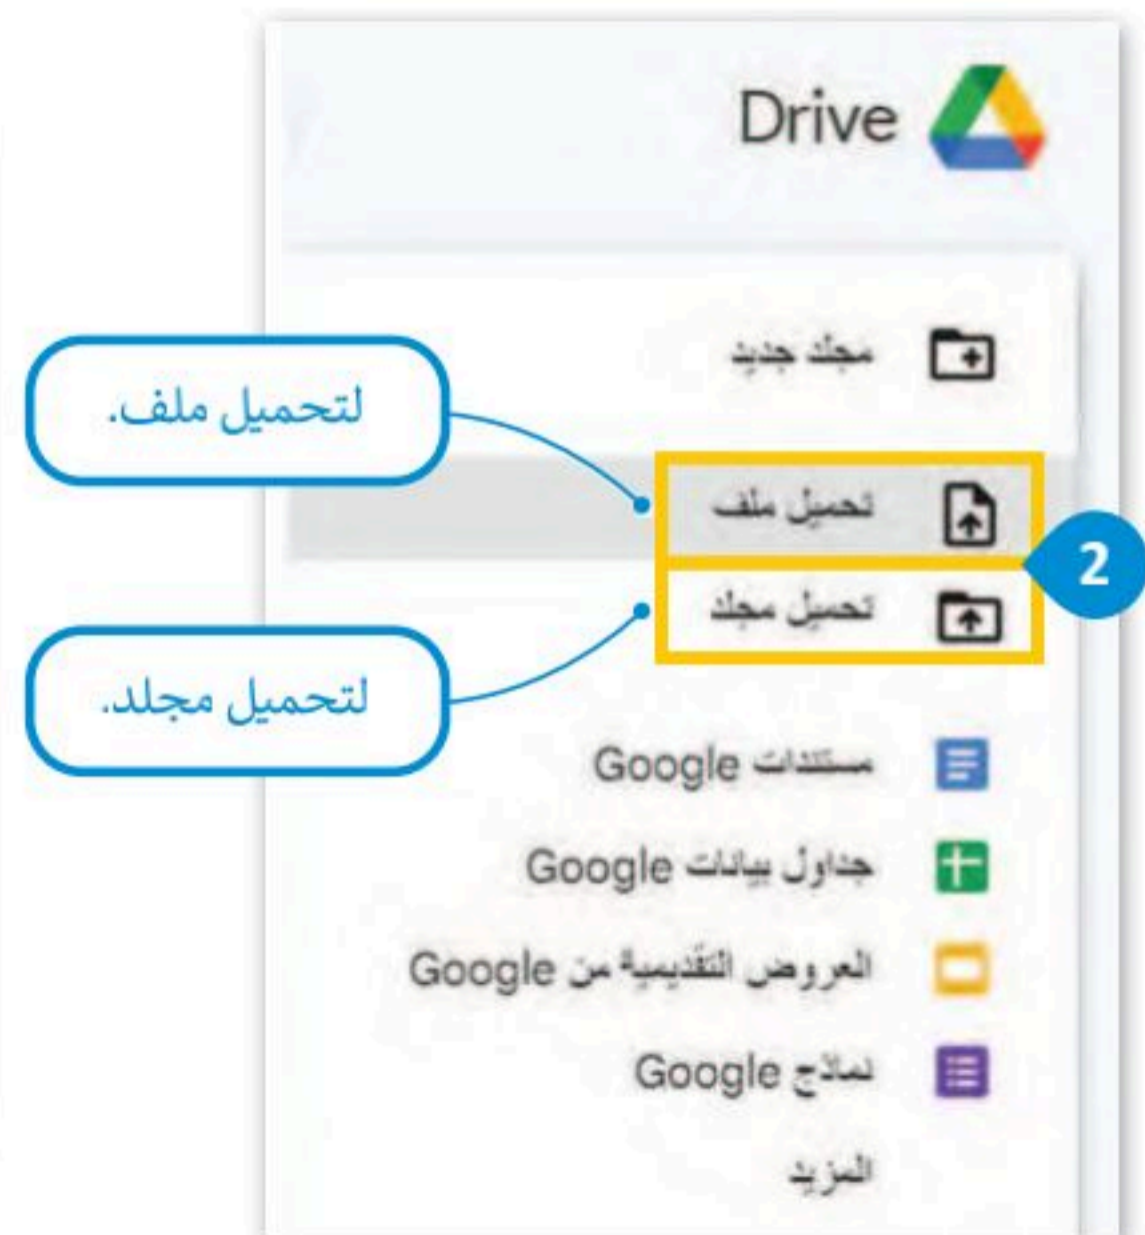 Drive
مجلد جديد
لتحميل ملف.
تحميل ملف
2
تحميل مجلد
لتحميل مجلد.
مستندات Google
جداول بيانات Google
العروض التقديمية من Google
نماذج Google
المزيد